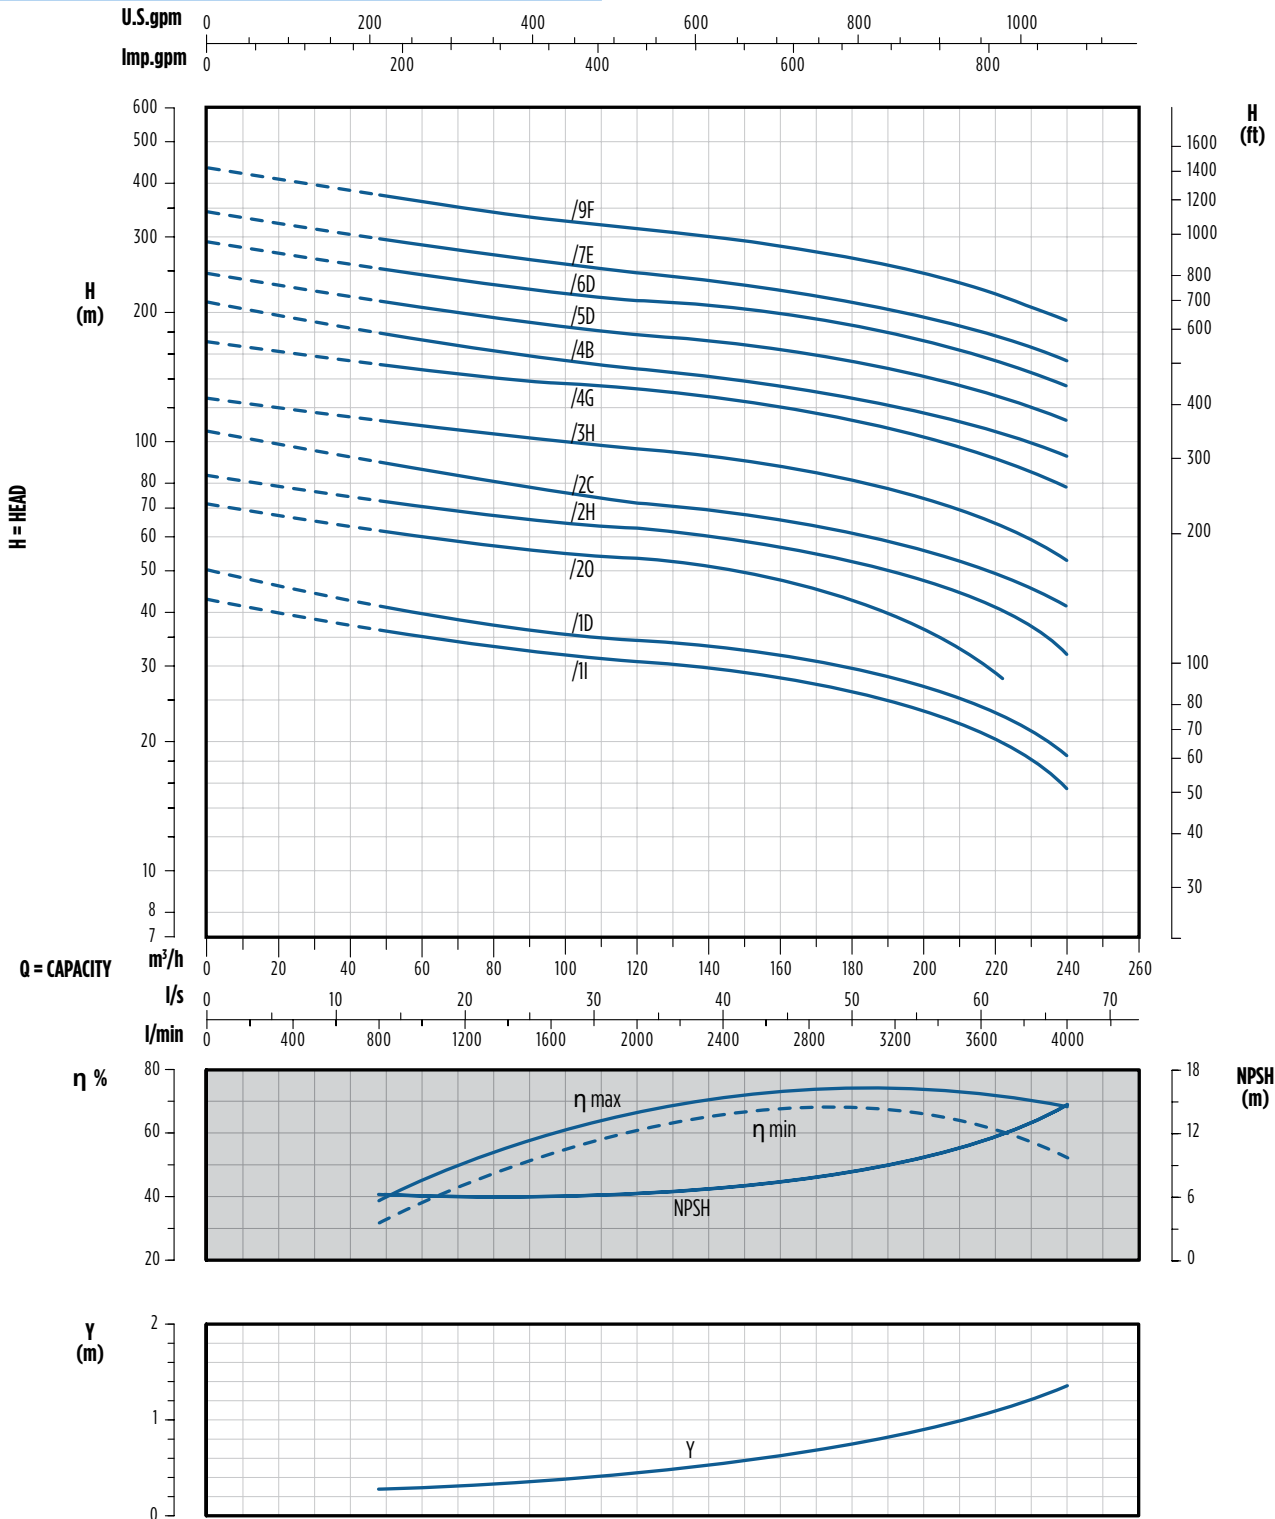 U.S.gpm 0 200 400 600 800 1000
Imp.gpm 0 200 400 600 800
H
(m)
H
(ft)
H = HEAD
600
500
400
300
200
100
80
70
60
50
40
30
20
10
8
7
1600
1400
1200
1000
800
700
600
400
300
200
100
80
70
60
50
40
30
/9F
/7E
/6D
/5D
/4B
/4G
/3H
/2C
/2H
/20
/1D
/1I
Q = CAPACITY
m³/h 0 20 40 60 80 100 120 140 160 180 200 220 240 260
l/s 0 10 20 30 40 50 60 70
l/min 0 400 800 1200 1600 2000 2400 2800 3200 3600 4000
η %
80
60
40
20
η max
η min
NPSH
18
12
6
0
NPSH
(m)
Y
(m)
2
1
0
Y